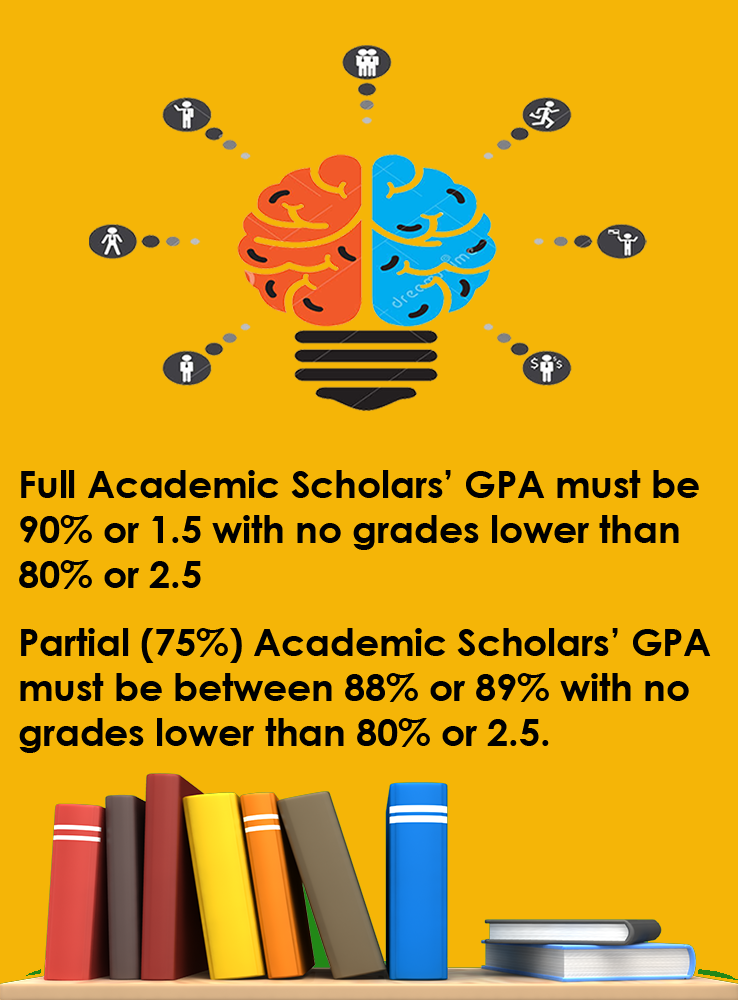 Full Academic Scholars’ GPA must be
90% or 1.5 with no grades lower than
80% or 2.5
Partial (75%) Academic Scholars’ GPA
must be between 88% or 89% with no
grades lower than 80% or 2.5.